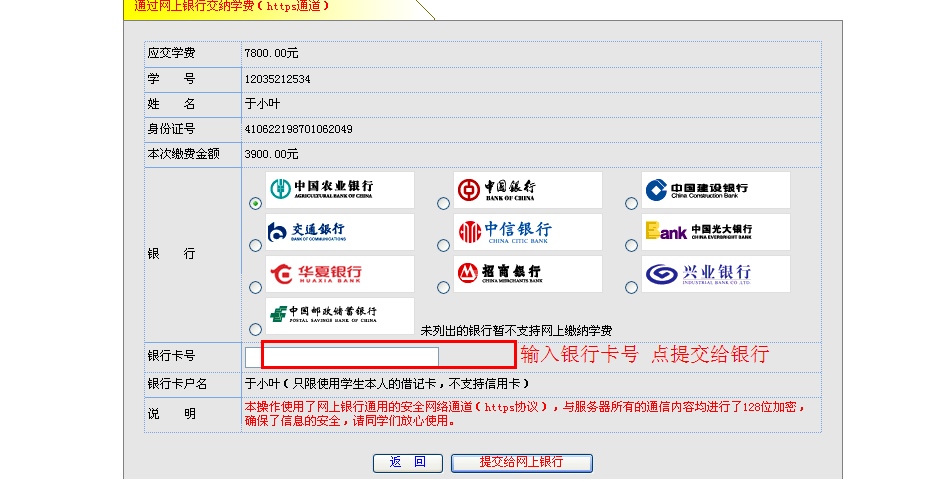 通过网上银行交纳学费(https通道)
应交学费 7800.00元
学 号 12035212534
姓 名 于小叶
身份证号 410622198701062049
本次缴费金额 3900.00元
银 行
中国农业银行 中国银行 中国建设银行
AGRICULTURAL BANK OF CHINA BANK OF CHINA China Construction Bank
交通银行 中信银行 Bank 中国光大银行
BANK OF COMMUNICATIONS CHINA CITIC BANK CHINA EVERBRIGHT BANK
华夏银行 招商银行 兴业银行
HUAXIA BANK CHINA MERCHANTS BANK INDUSTRIAL BANK CO.,LTD.
中国邮政储蓄银行
POSTAL SAVINGS BANK OF CHINA
未列出的银行暂不支持网上缴纳学费
银行卡号 输入银行卡号 点提交给银行
银行卡户名 于小叶(只限使用学生本人的借记卡,不支持信用卡)
说 明 本操作使用了网上银行通用的安全网络通道(https协议),与服务器所有的通信内容均进行了128位加密,
确保了信息的安全,请同学们放心使用。
返 回 提交给网上银行